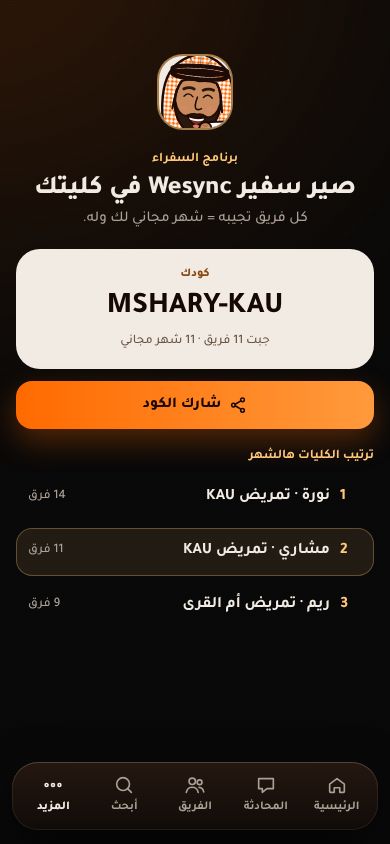 برنامج السفراء
صير سفير Wesync في كليتك
كل فريق تجيبه = شهر مجاني لك وله.
كودك
MSHARY-KAU
جبت 11 فريق · 11 شهر مجاني
شارك الكود
ترتيب الكليات هالشهر
1 نورة · تمريض KAU 14 فرق
2 مشاري · تمريض KAU 11 فرق
3 ريم · تمريض أم القرى 9 فرق
الرئيسية المحادثة الفريق أبحث المزيد